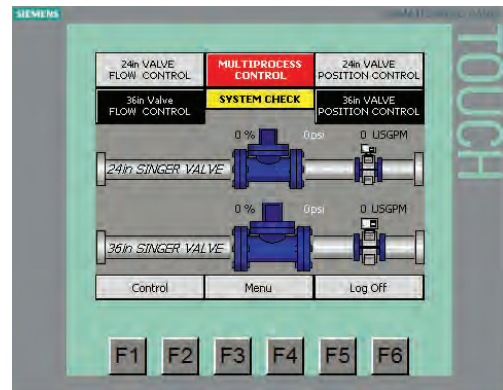 SIEMENS
TOUCH
24in VALVE
FLOW CONTROL
MULTIPROCESS
CONTROL
24in VALVE
POSITION CONTROL
36in Valve
FLOW CONTROL
SYSTEM CHECK
36in VALVE
POSITION CONTROL
0 %
0psi
0 USGPM
24in SINGER VALVE
0 %
0psi
0 USGPM
36in SINGER VALVE
Control
Menu
Log Off
F1 F2 F3 F4 F5 F6